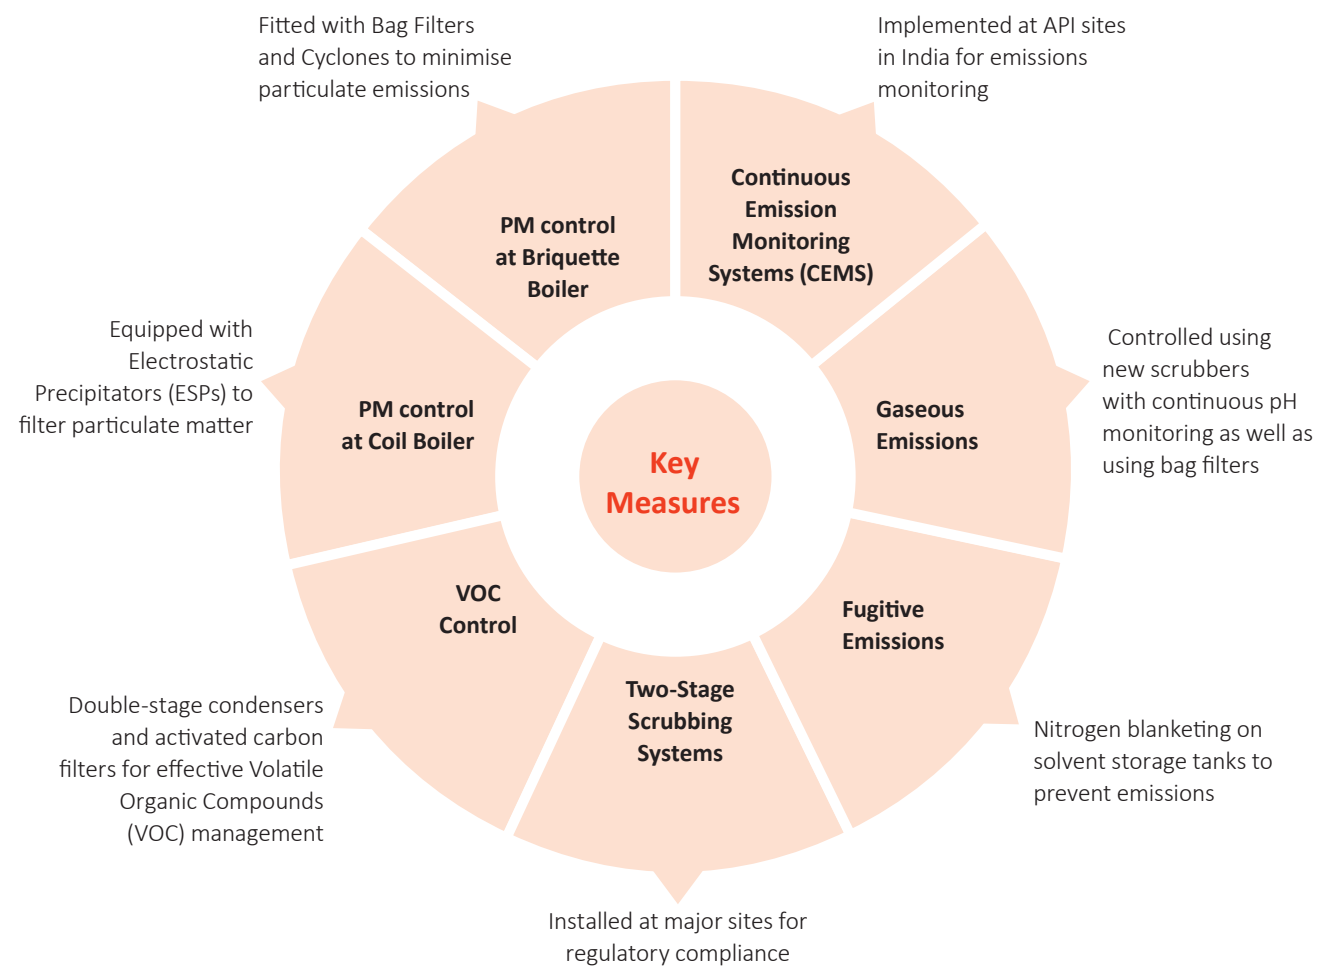 Fitted with Bag Filters
and Cyclones to minimise
particulate emissions
Implemented at API sites
in India for emissions
monitoring
PM control
at Briquette
Boiler
Continuous
Emission
Monitoring
Systems (CEMS)
Equipped with
Electrostatic
Precipitators (ESPs) to
filter particulate matter
PM control
at Coil Boiler
Gaseous
Emissions
Controlled using
new scrubbers
with continuous pH
monitoring as well as
using bag filters
Key
Measures
VOC
Control
Fugitive
Emissions
Two-Stage
Scrubbing
Systems
Double-stage condensers
and activated carbon
filters for effective Volatile
Organic Compounds
(VOC) management
Nitrogen blanketing on
solvent storage tanks to
prevent emissions
Installed at major sites for
regulatory compliance